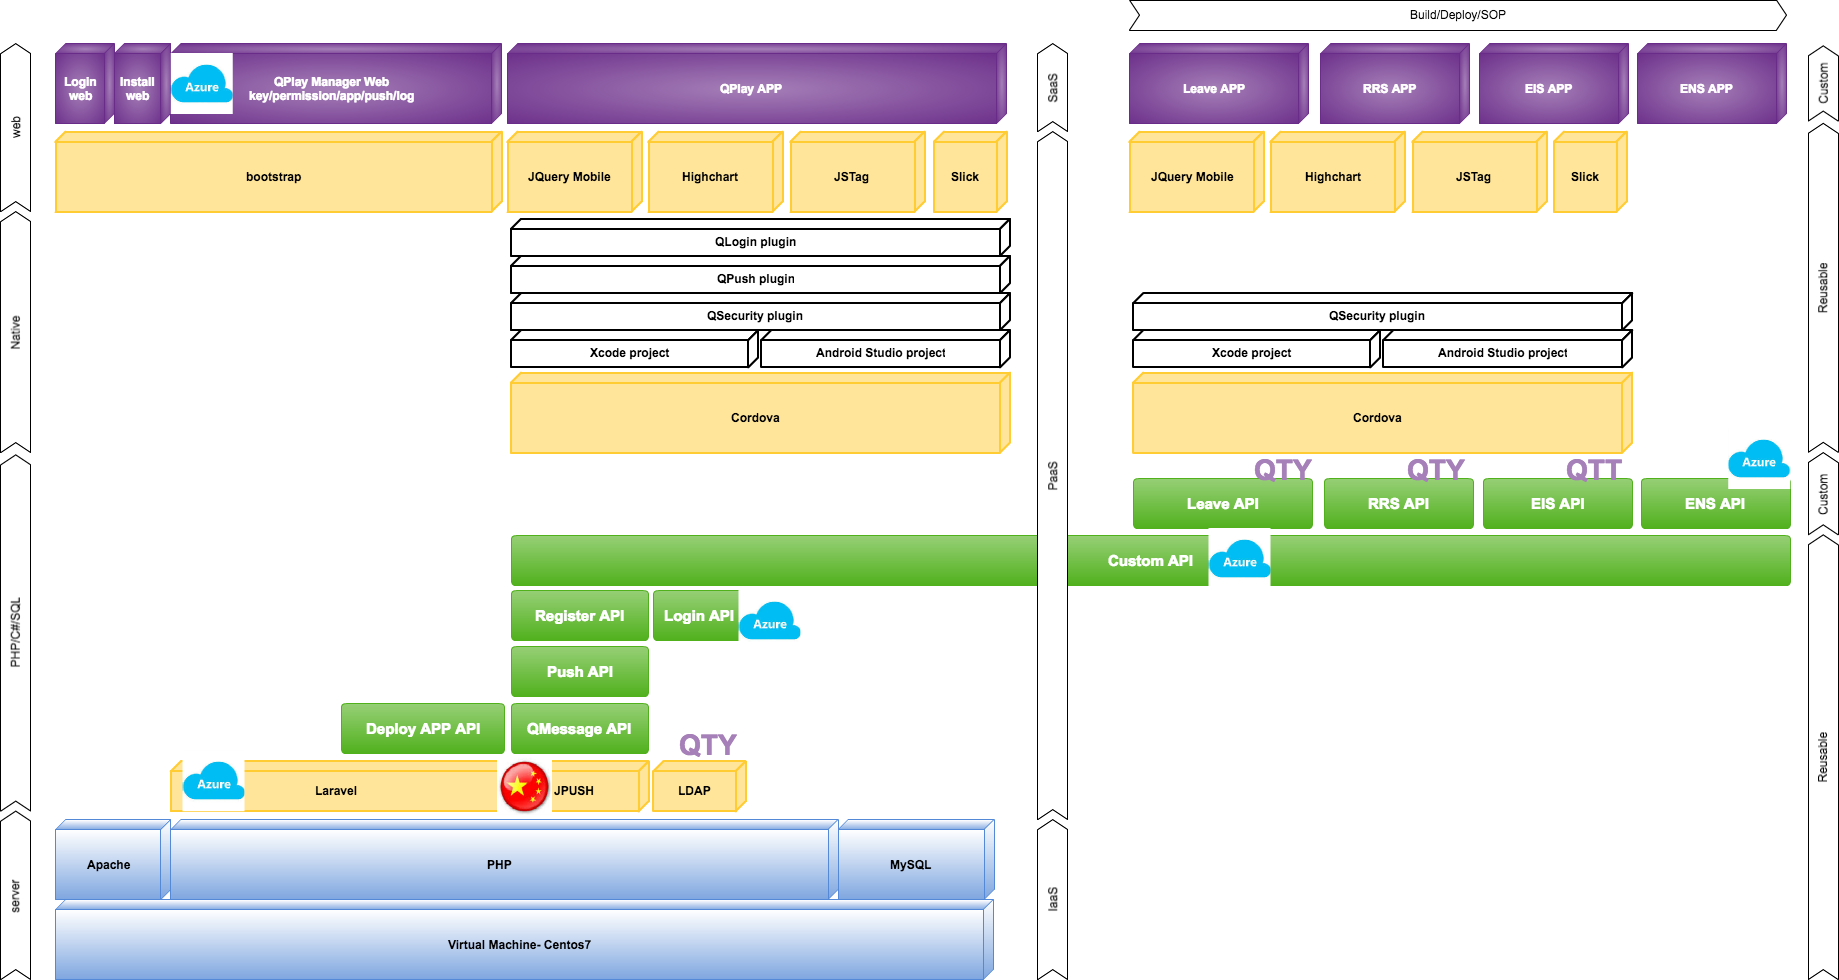 Build/Deploy/SOP
Login
web
Install
web
Azure
QPlay Manager Web
key/permission/app/push/log
QPlay APP
SaaS
Leave APP
RRS APP
EIS APP
ENS APP
Custom
web
bootstrap
JQuery Mobile
Highchart
JSTag
Slick
JQuery Mobile
Highchart
JSTag
Slick
Reusable
Native
QLogin plugin
QPush plugin
QSecurity plugin
Xcode project
Android Studio project
Cordova
QSecurity plugin
Xcode project
Android Studio project
Cordova
PaaS
QTY
QTY
QTT
Azure
Leave API
RRS API
EIS API
ENS API
Custom
Custom API
Azure
PHP/C#/SQL
Register API
Login API
Azure
Push API
Deploy APP API
QMessage API
QTY
Azure
Laravel
JPUSH
LDAP
Reusable
server
Apache
PHP
MySQL
IaaS
Virtual Machine- Centos7